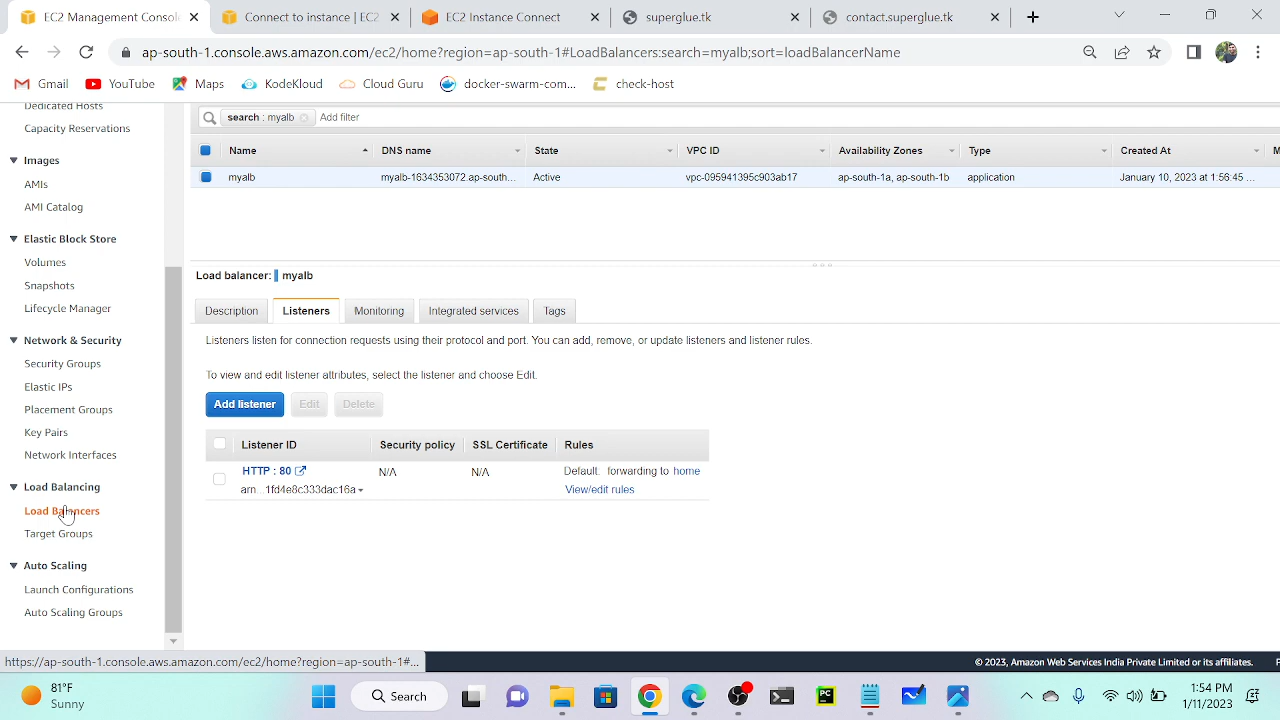 EC2 Management Consol
Connect to instance | EC2
EC2 Instance Connect
superglue.tk
contact.superglue.tk
ap-south-1.console.aws.amazon.com/ec2/home?region=ap-south-1#LoadBalancers:search=myalb;sort=loadBalancerName
Gmail
YouTube
Maps
KodeKloud
Cloud Guru
docker-swarm-com...
check-host
Dedicated Hosts
Capacity Reservations
Images
AMIs
AMI Catalog
Elastic Block Store
Volumes
Snapshots
Lifecycle Manager
Network & Security
Security Groups
Elastic IPs
Placement Groups
Key Pairs
Network Interfaces
Load Balancing
Load Balancers
Target Groups
Auto Scaling
Launch Configurations
Auto Scaling Groups
search : myalb
Add filter
Name DNS name State VPC ID Availability Zones Type Created At M
myalb myalb-1634353072.ap-south... Active vpc-095941395c903ab17 ap-south-1a, ap-south-1b application January 10, 2023 at 1:56:45 ...
Load balancer: myalb
Description Listeners Monitoring Integrated services Tags
Listeners listen for connection requests using their protocol and port. You can add, remove, or update listeners and listener rules.
To view and edit listener attributes, select the listener and choose Edit.
Add listener Edit Delete
Listener ID Security policy SSL Certificate Rules
HTTP : 80 N/A N/A Default: forwarding to home
arn...1fd4e8c333dac16a
View/edit rules
https://ap-south-1.console.aws.amazon.com/ec2/home?region=ap-south-1#...
© 2023, Amazon Web Services India Private Limited or its affiliates.
P
81°F
Sunny
Search
PC
1:54 PM
1/11/2023